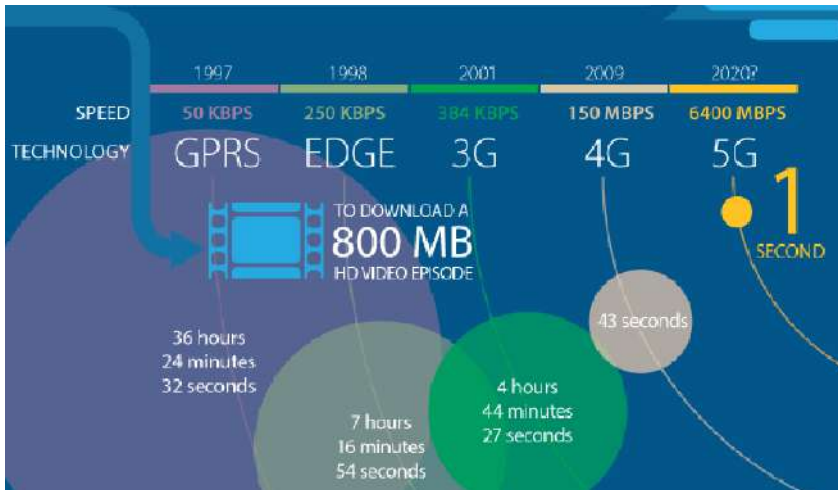 1997 1998 2001 2009 2020?
SPEED 50 KBPS 250 KBPS 384 KBPS 150 MBPS 6400 MBPS
TECHNOLOGY GPRS EDGE 3G 4G 5G
1
SECOND
TO DOWNLOAD A
800 MB
HD VIDEO EPISODE
43 seconds
36 hours
24 minutes
32 seconds
4 hours
44 minutes
27 seconds
7 hours
16 minutes
54 seconds